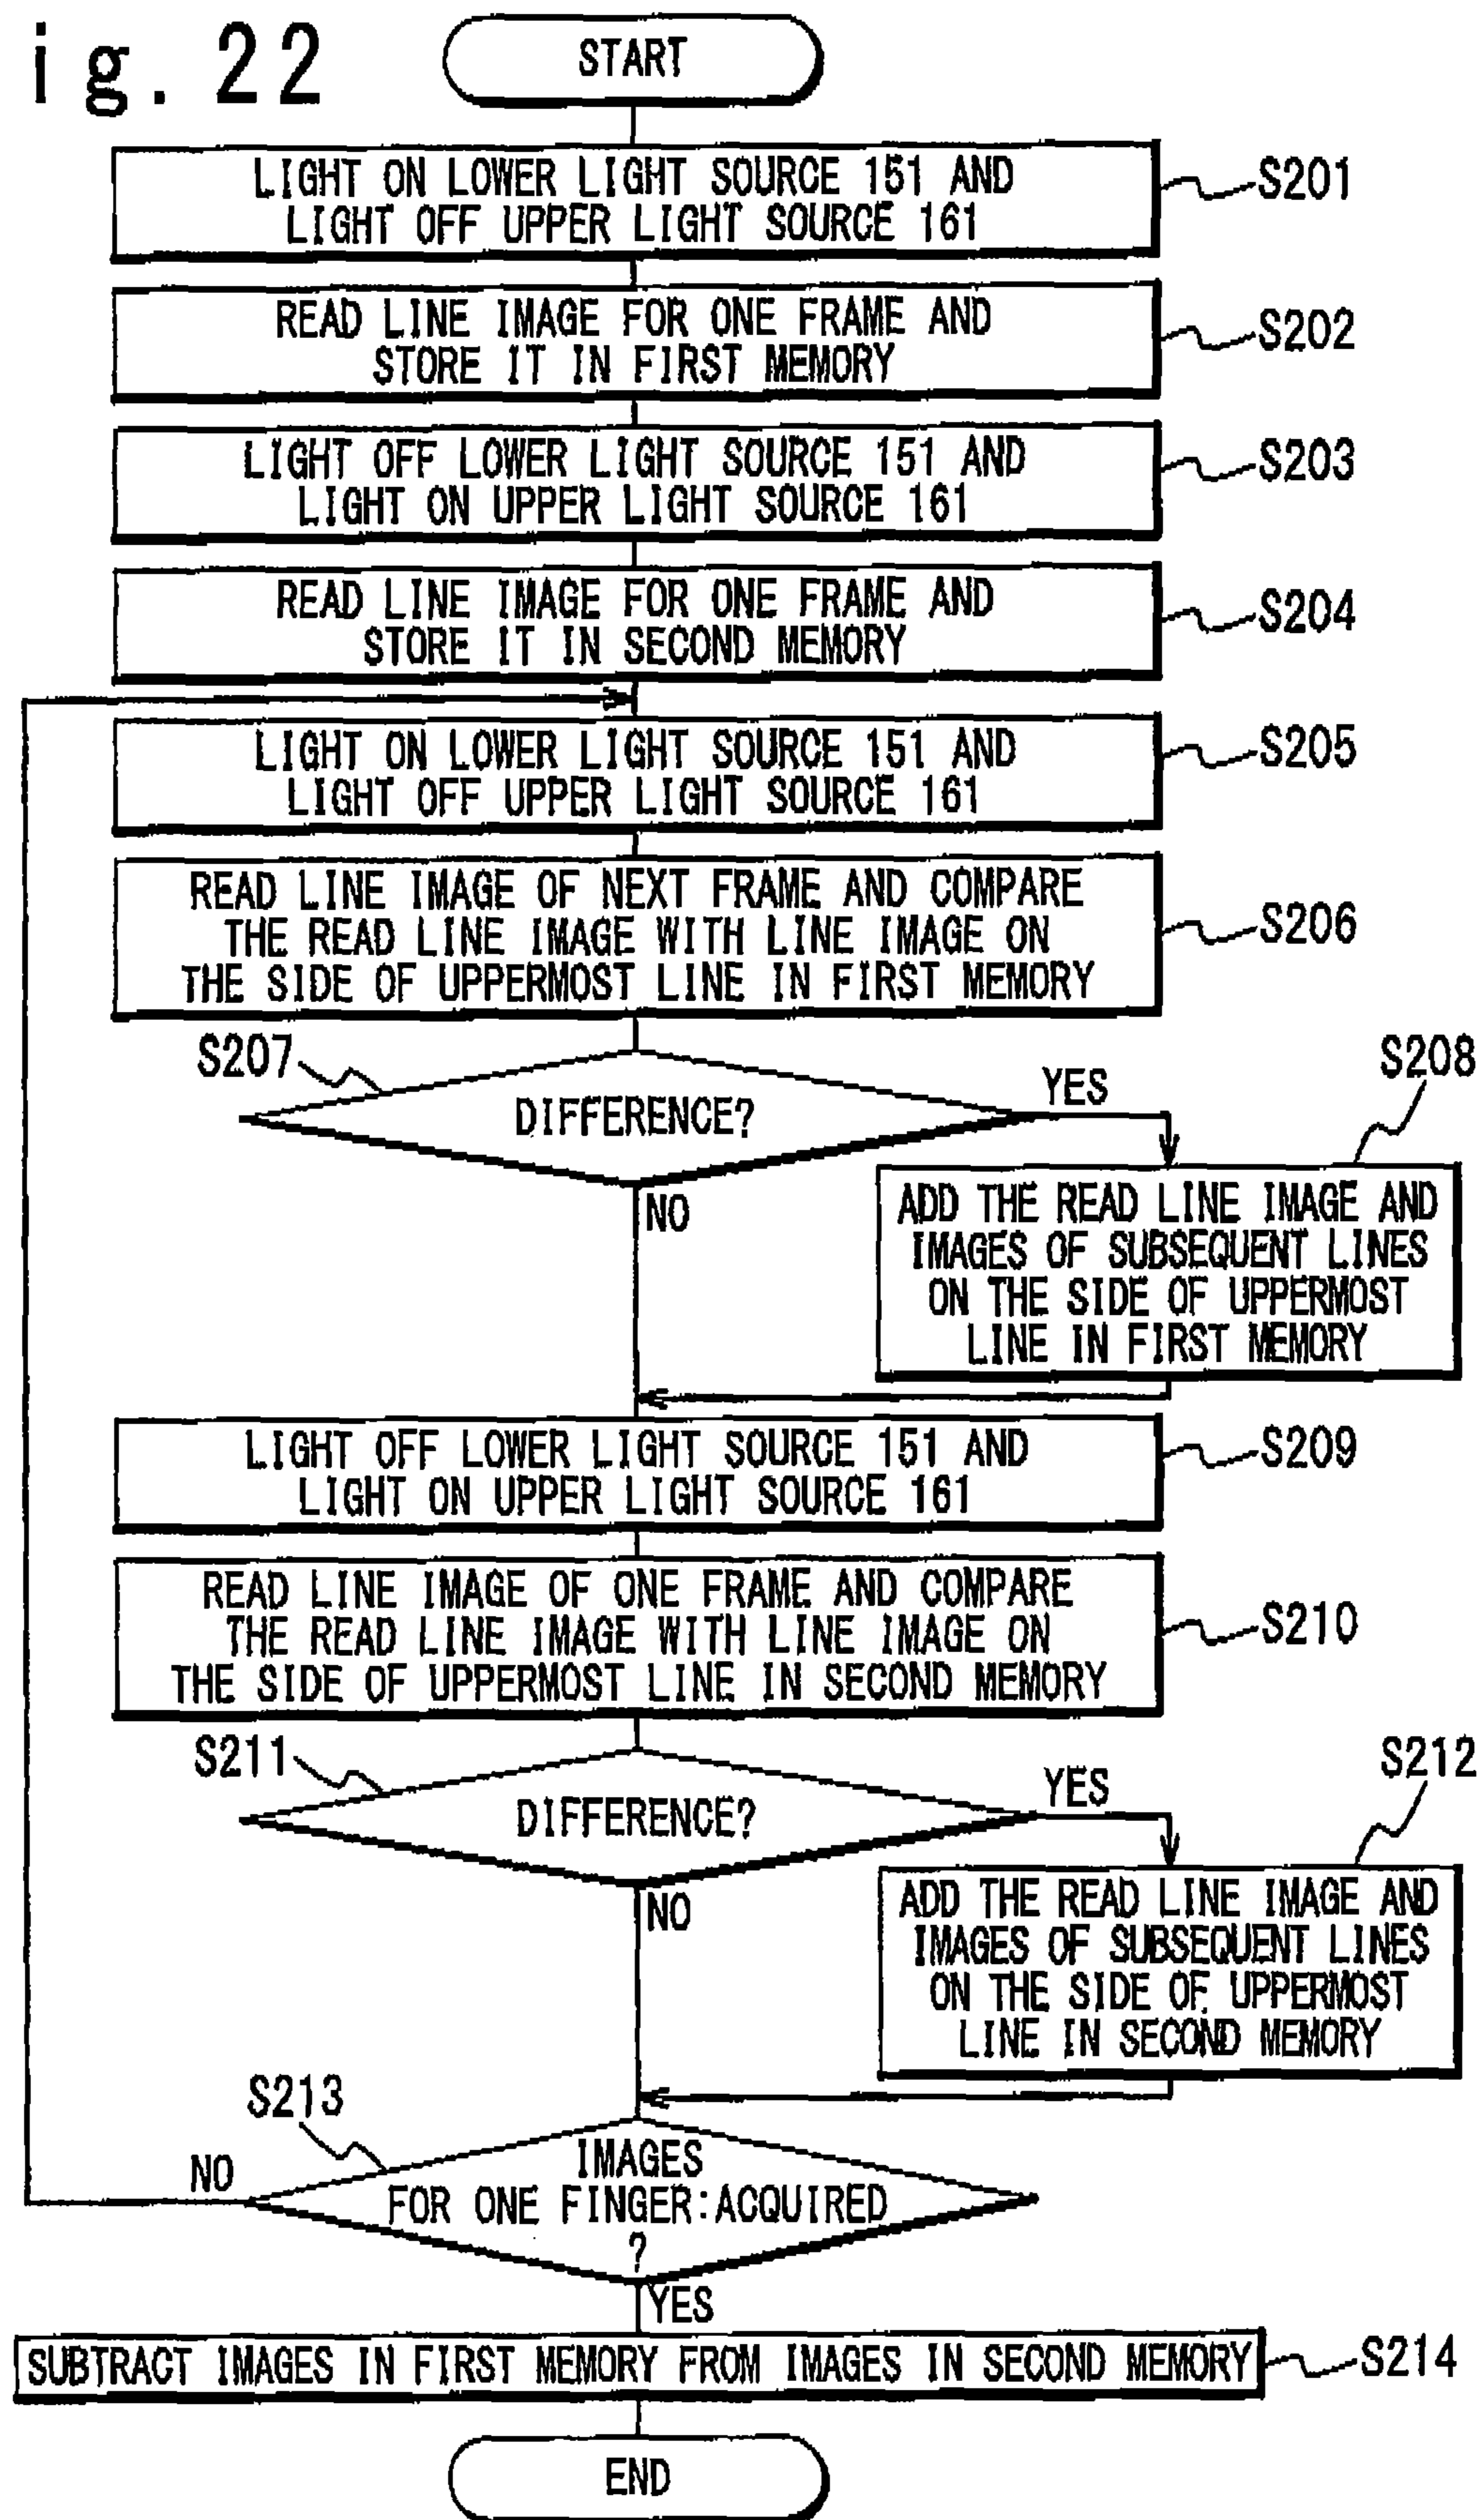 ig. 22
START
LIGHT ON LOWER LIGHT SOURCE 151 AND
LIGHT OFF UPPER LIGHT SOURCE 161
S201
READ LINE IMAGE FOR ONE FRAME AND
STORE IT IN FIRST MEMORY
S202
LIGHT OFF LOWER LIGHT SOURCE 151 AND
LIGHT ON UPPER LIGHT SOURCE 161
S203
READ LINE IMAGE FOR ONE FRAME AND
STORE IT IN SECOND MEMORY
S204
LIGHT ON LOWER LIGHT SOURCE 151 AND
LIGHT OFF UPPER LIGHT SOURCE 161
S205
READ LINE IMAGE OF NEXT FRAME AND COMPARE
THE READ LINE IMAGE WITH LINE IMAGE ON
THE SIDE OF UPPERMOST LINE IN FIRST MEMORY
S206
S207
DIFFERENCE?
YES
NO
S208
ADD THE READ LINE IMAGE AND
IMAGES OF SUBSEQUENT LINES
ON THE SIDE OF UPPERMOST
LINE IN FIRST MEMORY
LIGHT OFF LOWER LIGHT SOURCE 151 AND
LIGHT ON UPPER LIGHT SOURCE 161
S209
READ LINE IMAGE OF ONE FRAME AND COMPARE
THE READ LINE IMAGE WITH LINE IMAGE ON
THE SIDE OF UPPERMOST LINE IN SECOND MEMORY
S210
S211
DIFFERENCE?
YES
NO
S212
ADD THE READ LINE IMAGE AND
IMAGES OF SUBSEQUENT LINES
ON THE SIDE OF UPPERMOST
LINE IN SECOND MEMORY
S213
NO
IMAGES
FOR ONE FINGER:ACQUIRED
?
YES
SUBTRACT IMAGES IN FIRST MEMORY FROM IMAGES IN SECOND MEMORY
S214
END